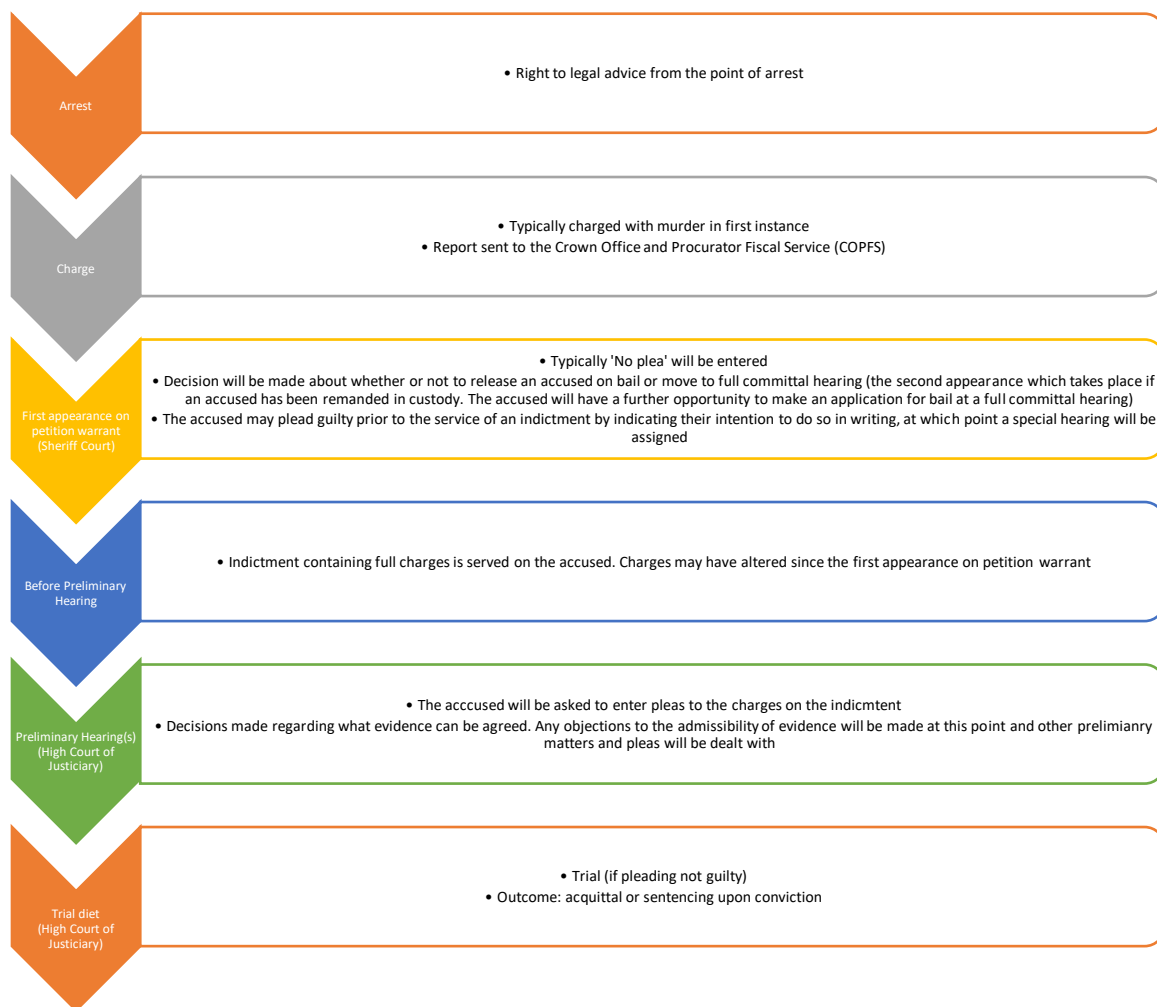 Arrest
• Right to legal advice from the point of arrest
Charge
• Typically charged with murder in first instance
• Report sent to the Crown Office and Procurator Fiscal Service (COPFS)
First appearance on
petition warrant
(Sheriff Court)
• Typically 'No plea' will be entered
• Decision will be made about whether or not to release an accused on bail or move to full committal hearing (the second appearance which takes place if
an accused has been remanded in custody. The accused will have a further opportunity to make an application for bail at a full committal hearing)
• The accused may plead guilty prior to the service of an indictment by indicating their intention to do so in writing, at which point a special hearing will be
assigned
Before Preliminary
Hearing
• Indictment containing full charges is served on the accused. Charges may have altered since the first appearance on petition warrant
Preliminary Hearing(s)
(High Court of
Justiciary)
• The acccused will be asked to enter pleas to the charges on the indicmtent
• Decisions made regarding what evidence can be agreed. Any objections to the admissibility of evidence will be made at this point and other prelimianry
matters and pleas will be dealt with
Trial diet
(High Court of
Justiciary)
• Trial (if pleading not guilty)
• Outcome: acquittal or sentencing upon conviction